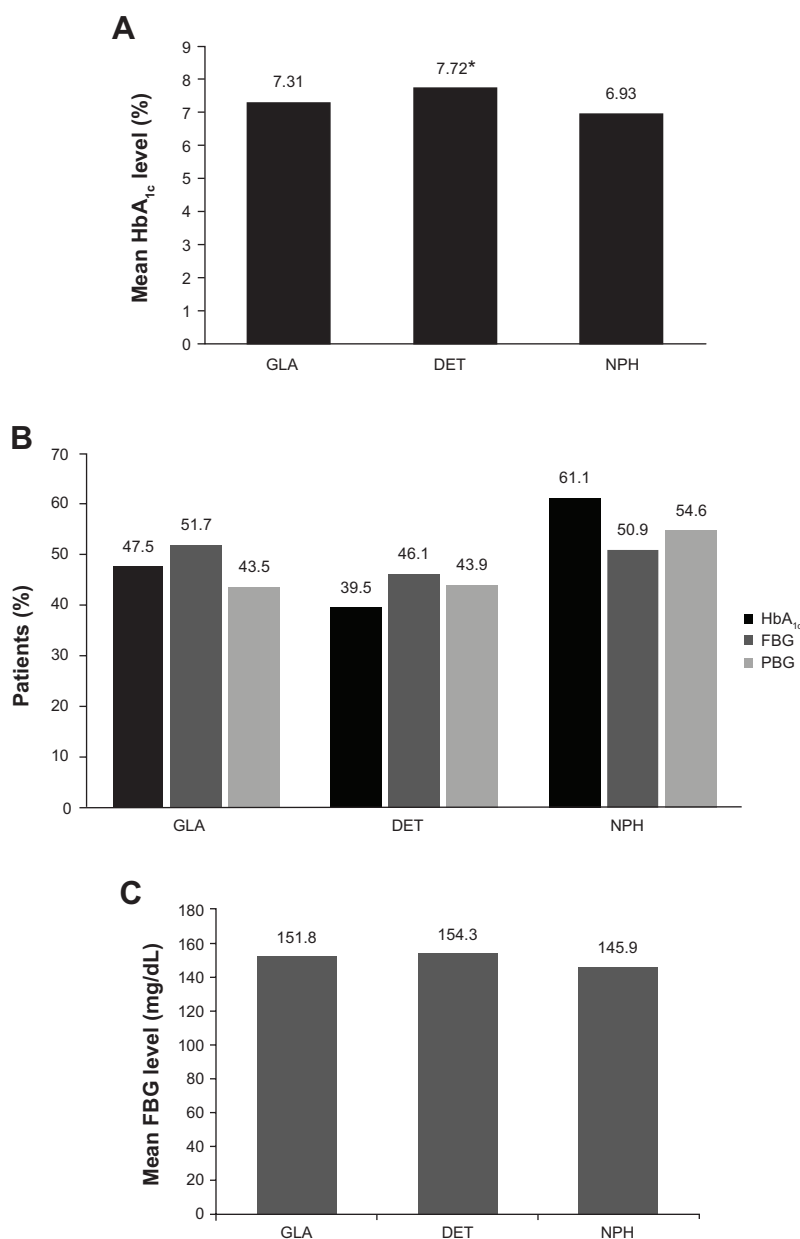 A
Mean HbA1c level (%)
9
8
7
6
5
4
3
2
1
0
7.31
7.72*
6.93
GLA DET NPH
B
Patients (%)
70
60
50
40
30
20
10
0
47.5 51.7 43.5
39.5 46.1 43.9
61.1 50.9 54.6
GLA DET NPH
HbA1c
FBG
PBG
C
Mean FBG level (mg/dL)
180
160
140
120
100
80
60
40
20
0
151.8
154.3
145.9
GLA DET NPH